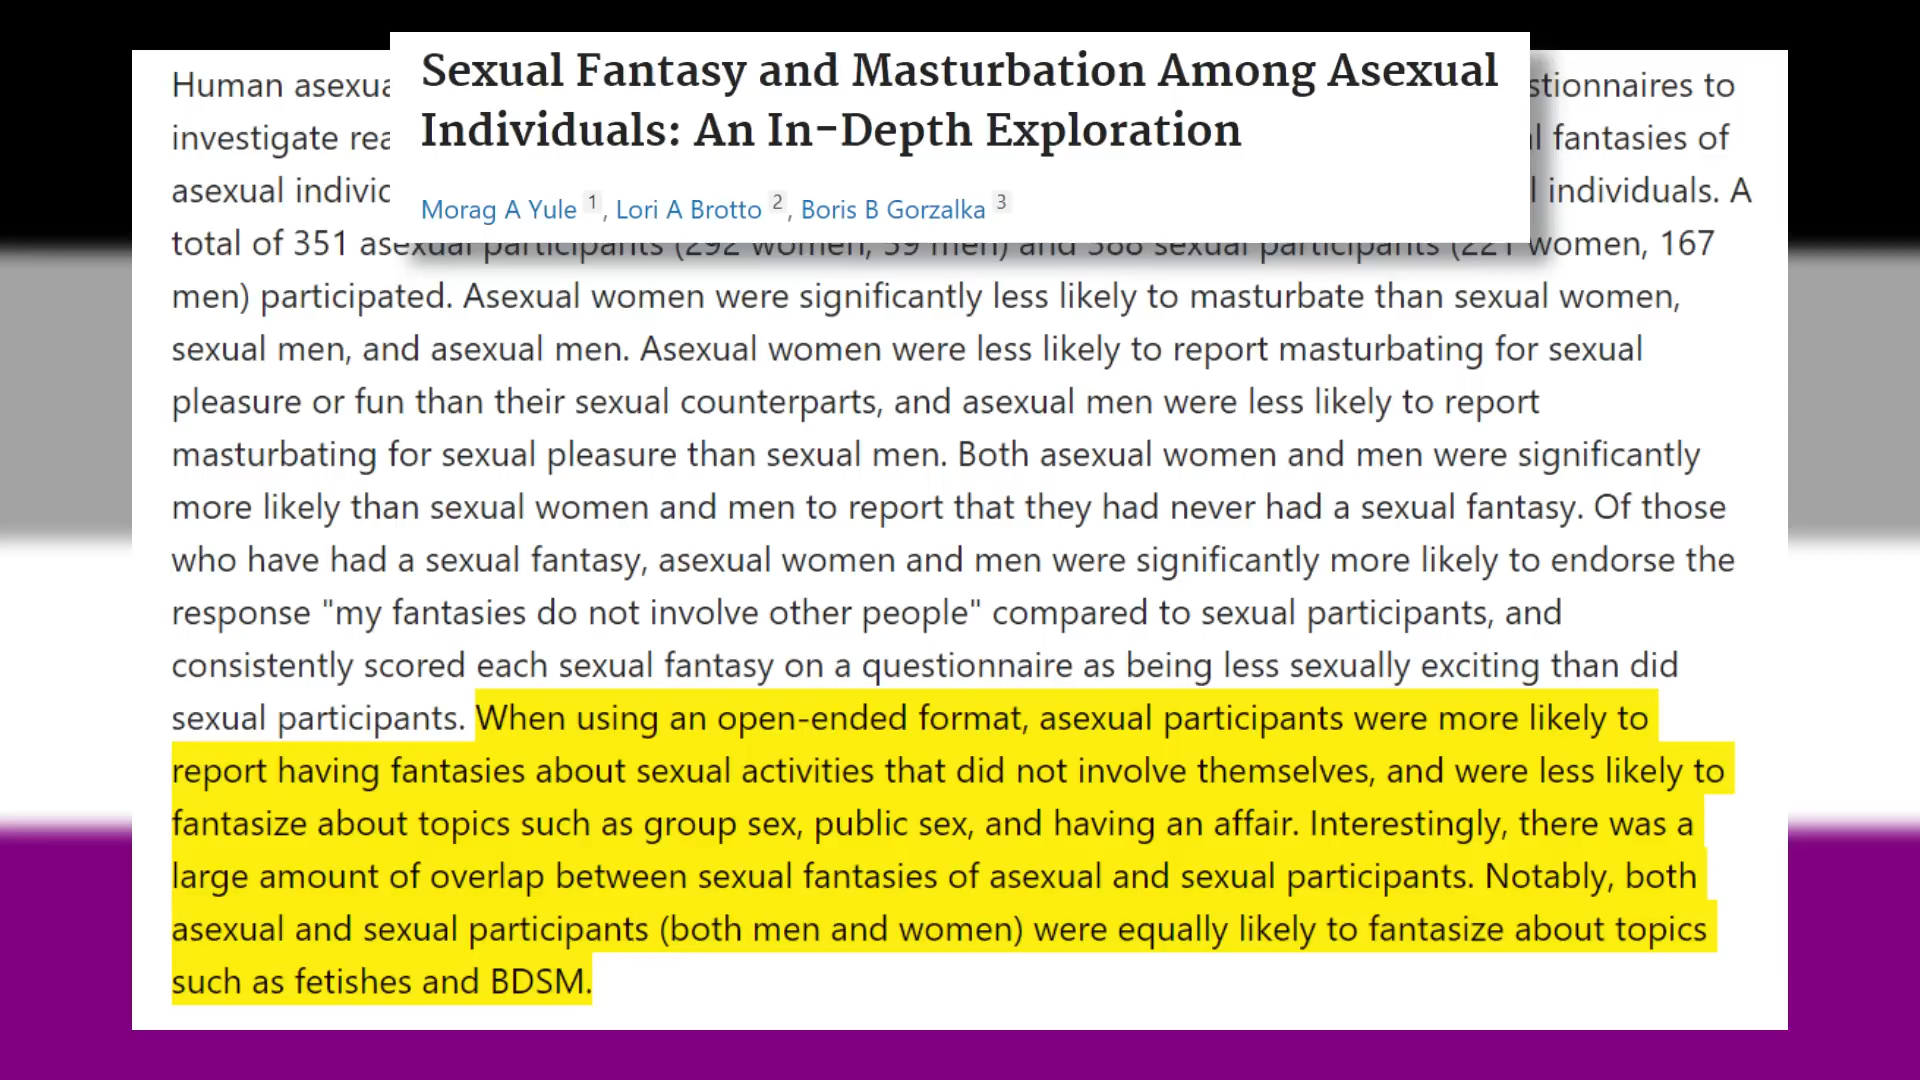 Sexual Fantasy and Masturbation Among Asexual
Individuals: An In-Depth Exploration
Morag A Yule 1, Lori A Brotto 2, Boris B Gorzalka 3
Human stionnaires to
investigate fantasies of
asexual individuals. A
total of 351 asexual participants (292 women, 59 men) and 388 sexual participants (221 women, 167
men) participated. Asexual women were significantly less likely to masturbate than sexual women,
sexual men, and asexual men. Asexual women were less likely to report masturbating for sexual
pleasure or fun than their sexual counterparts, and asexual men were less likely to report
masturbating for sexual pleasure than sexual men. Both asexual women and men were significantly
more likely than sexual women and men to report that they had never had a sexual fantasy. Of those
who have had a sexual fantasy, asexual women and men were significantly more likely to endorse the
response "my fantasies do not involve other people" compared to sexual participants, and
consistently scored each sexual fantasy on a questionnaire as being less sexually exciting than did
sexual participants. When using an open-ended format, asexual participants were more likely to
report having fantasies about sexual activities that did not involve themselves, and were less likely to
fantasize about topics such as group sex, public sex, and having an affair. Interestingly, there was a
large amount of overlap between sexual fantasies of asexual and sexual participants. Notably, both
asexual and sexual participants (both men and women) were equally likely to fantasize about topics
such as fetishes and BDSM.